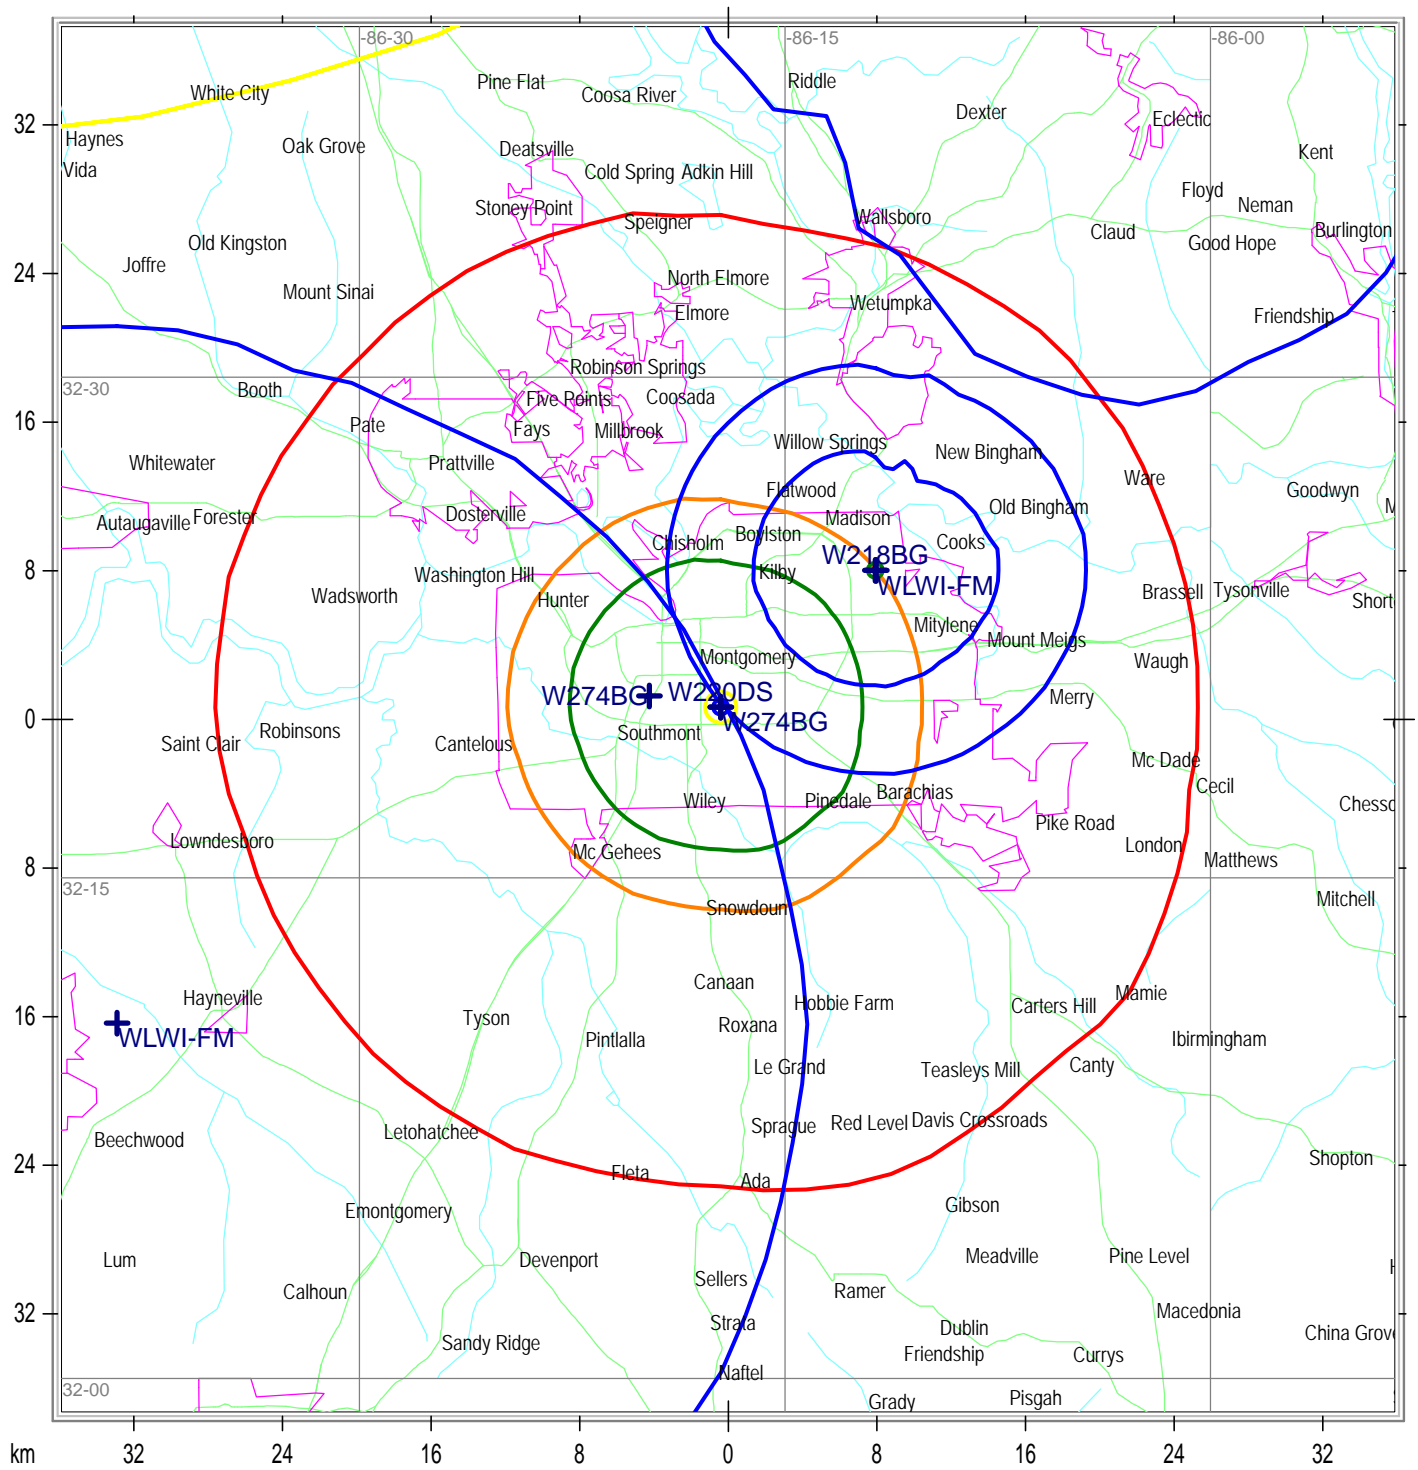 -86-30
-86-15
-86-00
Pine Flat
Riddle
White City
Coosa River
Dexter
Eclectic
32
Haynes
Oak Grove
Deatsville
Kent
Vida
Cold Spring
Adkin Hill
Floyd
Stoney Point
Speigner
Wallsboro
Neman
Old Kingston
Claud
Good Hope
Burlington
Joffre
24
North Elmore
Mount Sinai
Elmore
Wetumpka
Friendship
Robinson Springs
32-30
Booth
Five Points
Coosada
Pate
16
Fays
Millbrook
Willow Springs
New Bingham
Whitewater
Prattville
Ware
Flatwood
Goodwyn
Autaugaville
Forester
Dosterville
Madison
Old Bingham
M
Chisholm
Boylston
Cooks
W218BG
8
Washington Hill
Kilby
WLWI-FM
Wadsworth
Hunter
Brassell
Tysonville
Shorte
Mitylene
Mount Meigs
Montgomery
Waugh
W274BG
W220DS
Merry
0
W274BG
Saint Clair
Robinsons
Cantelous
Southmont
Mc Dade
Cecil
Wiley
Pinedale
Barachias
Chessc
Pike Road
Lowndesboro
Mc Gehees
London
Matthews
8
32-15
Snowdoun
Mitchell
Canaan
Hayneville
Hobbie Farm
Carters Hill
Mamie
16
WLWI-FM
Tyson
Pintlalla
Roxana
Ibirmingham
Le Grand
Teasleys Mill
Canty
Beechwood
Letohatchee
Sprague
Red Level
Davis Crossroads
24
Fleta
Ada
Shopton
Emontgomery
Gibson
Lum
Devenport
Meadville
Pine Level
Calhoun
Sellers
Ramer
32
Strata
Macedonia
Sandy Ridge
Dublin
China Grove
Friendship
Currys
Naftel
32-00
Grady
Pisgah
km
32
24
16
8
0
8
16
24
32